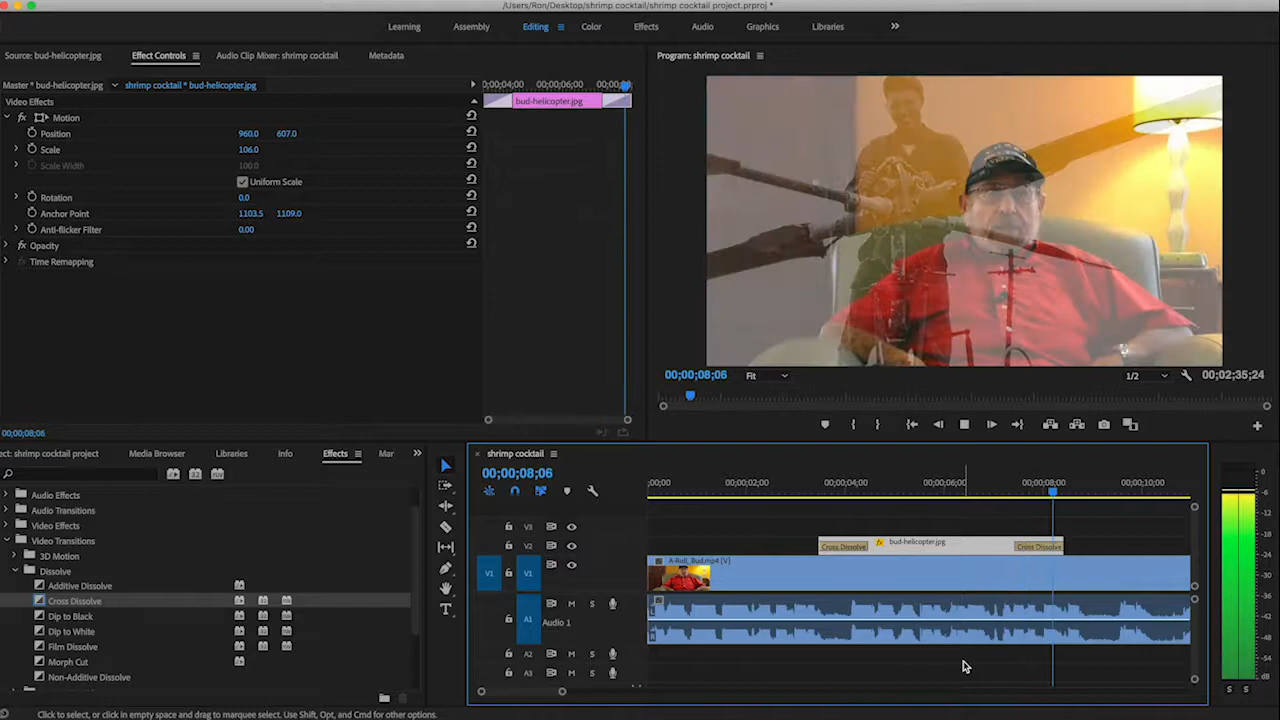 /Users/Ron/Desktop/shrimp cocktail/shrimp cocktail project.prproj *
Learning Assembly Editing Color Effects Audio Graphics Libraries
Source: bud-helicopter.jpg Effect Controls Audio Clip Mixer: shrimp cocktail Metadata
Program: shrimp cocktail
Master * bud-helicopter.jpg shrimp cocktail * bud-helicopter.jpg
0;00;04;00 00;00;06;00 00;00;
Video Effects
bud-helicopter.jpg
fx Motion
Position 960.0 607.0
Scale 106.0
Scale Width 100.0
Uniform Scale
Rotation 0.0
Anchor Point 1103.5 1109.0
Anti-flicker Filter 0.00
fx Opacity
Time Remapping
00;00;08;06 Fit 1/2 00;02;35;24
00;00;08;06
ect: shrimp cocktail project Media Browser Libraries Info Effects Mar
Audio Effects
Audio Transitions
Video Effects
Video Transitions
3D Motion
Dissolve
Additive Dissolve
Cross Dissolve
Dip to Black
Dip to White
Film Dissolve
Morph Cut
Non-Additive Dissolve
shrimp cocktail
00;00;08;06
;00;00 00;00;02;00 00;00;04;00 00;00;06;00 00;00;08;00 00;00;10;00
V3
V2 Cross Dissolve fx bud-helicopter.jpg Cross Dissolve
V1 V1 A-Roll_Bud.mp4 [V]
A1 M S
Audio 1
L
R
A2 M S
A3 M S
0
-6
-12
-18
-24
-30
-36
-42
-48
-54
dB
S S
Click to select, or click in empty space and drag to marquee select. Use Shift, Opt, and Cmd for other options.